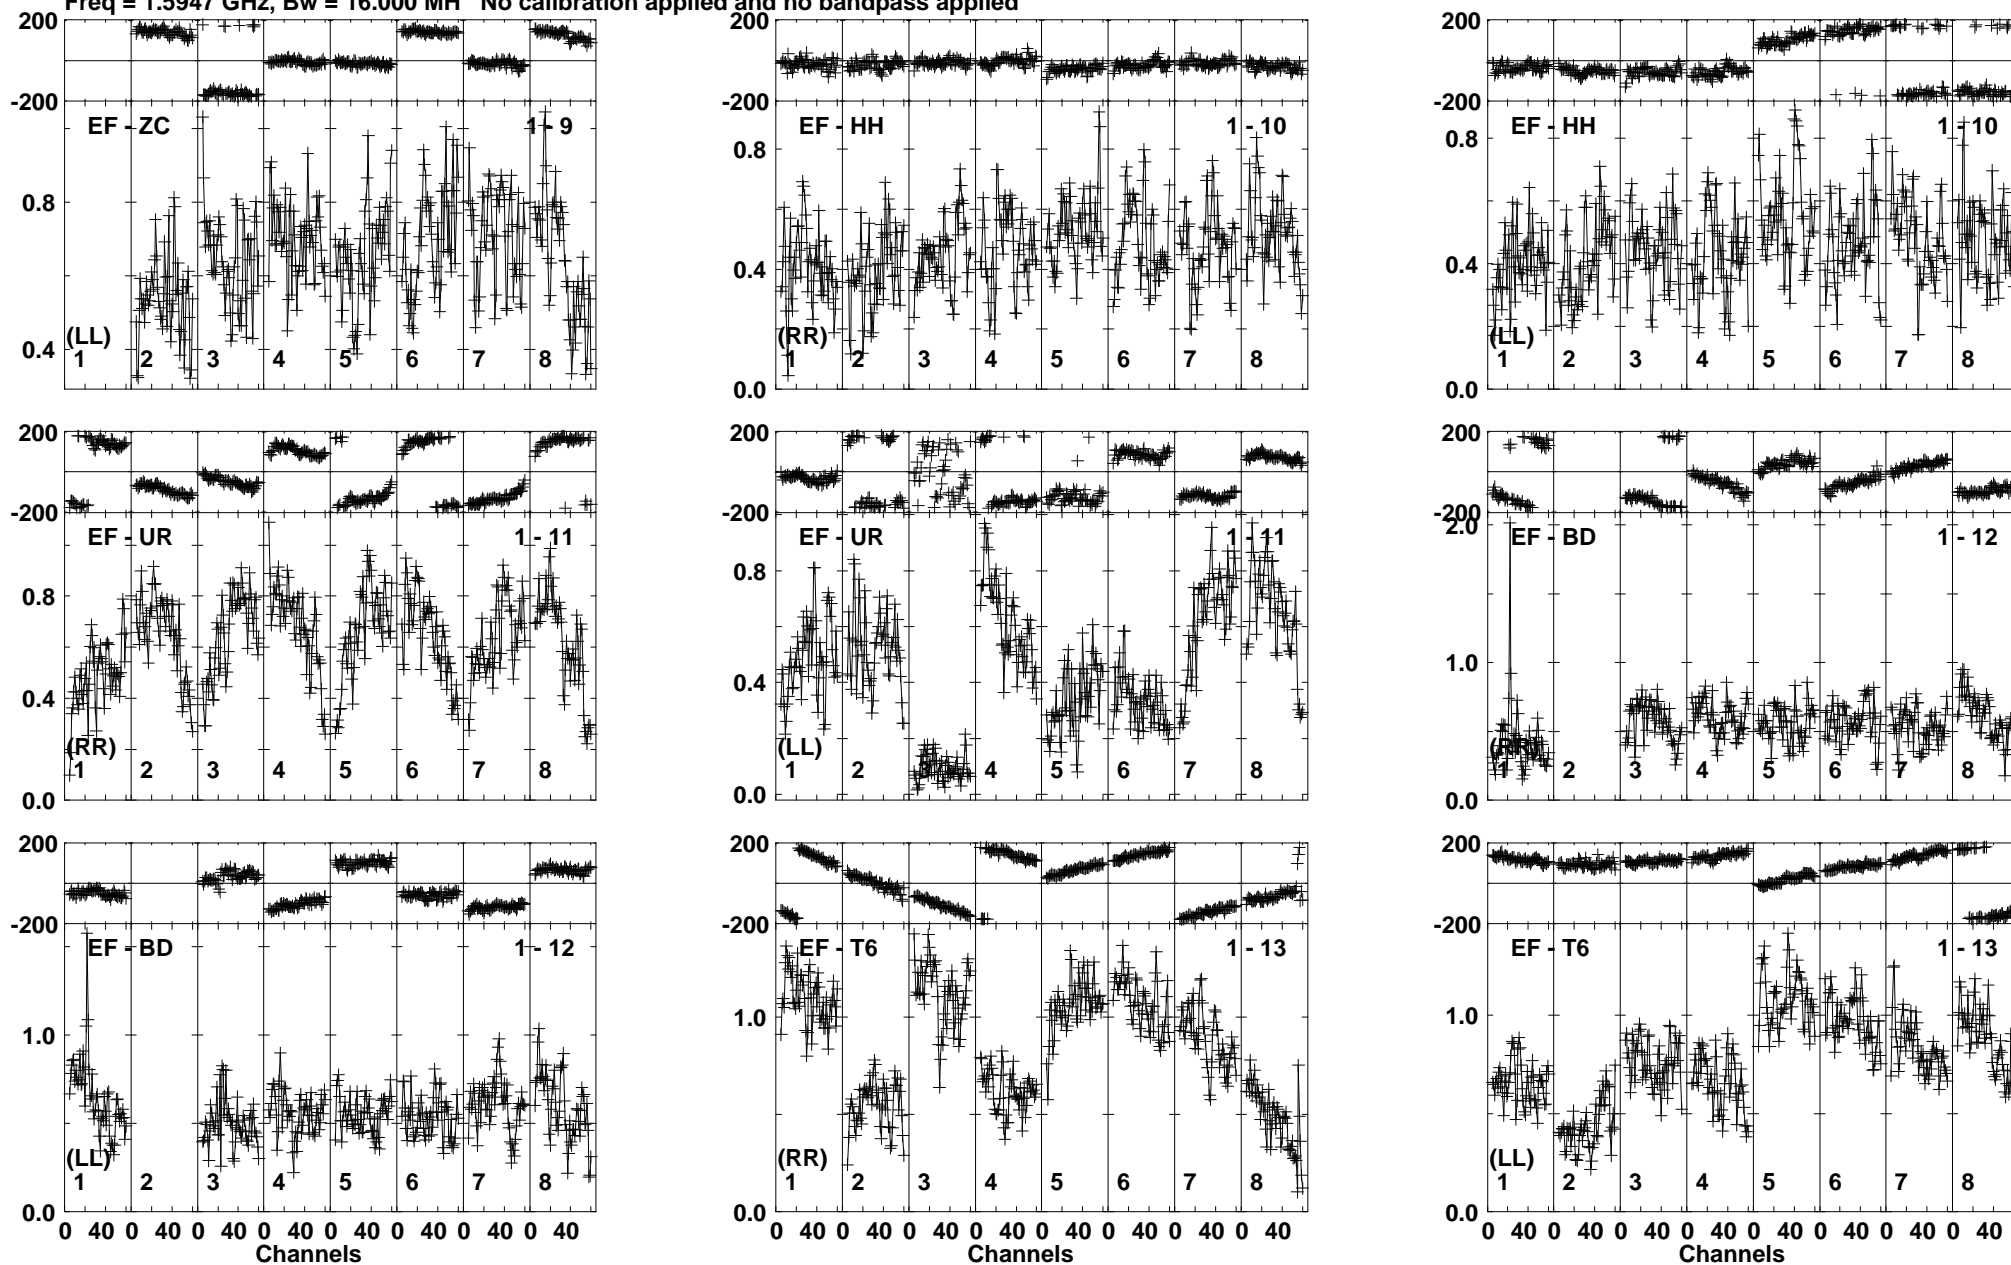 Freq = 1.5947 GHz, Bw = 16.000 MH No calibration applied and no bandpass applied
200 200 200
-200 -200 -200
EF - ZC 1 - 9 EF - HH 1 - 10 EF - HH 1 - 10
0.8 0.8 0.8
0.4 0.4 0.4
(LL) (RR) (LL)
1 2 3 4 5 6 7 8 1 2 3 4 5 6 7 8 1 2 3 4 5 6 7 8
0.0 0.0
200 200 200
-200 -200 -200
EF - UR 1 - 11 EF - UR 1 - 11 EF - BD 1 - 12
2.0
0.8 0.8
1.0
0.4 0.4
(RR) (LL) (RR)
1 2 3 4 5 6 7 8 1 2 3 4 5 6 7 8 1 2 3 4 5 6 7 8
0.0 0.0 0.0
200 200 200
-200 -200 -200
EF - BD 1 - 12 EF - T6 1 - 13 EF - T6 1 - 13
1.0 1.0 1.0
(LL) (RR) (LL)
1 2 3 4 5 6 7 8 1 2 3 4 5 6 7 8 1 2 3 4 5 6 7 8
0.0 0.0 0.0
0 40 0 40 0 40 0 40 0 40 0 40 0 40 0 40 0 40 0 40 0 40 0 40 0 40 0 40 0 40 0 40 0 40 0 40 0 40 0 40 0 40 0 40 0 40 0 40
Channels Channels Channels